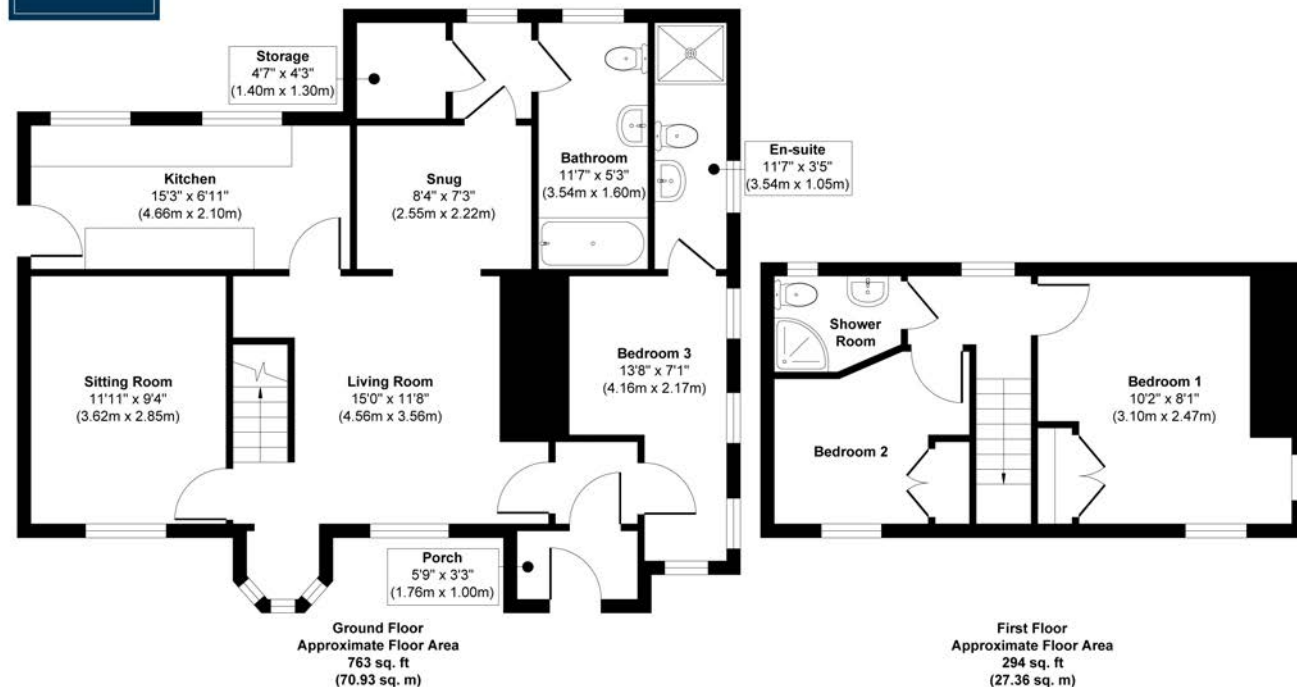 Storage
4'7" x 4'3"
(1.40m x 1.30m)
Kitchen
15'3" x 6'11"
(4.66m x 2.10m)
Snug
8'4" x 7'3"
(2.55m x 2.22m)
Bathroom
11'7" x 5'3"
(3.54m x 1.60m)
En-suite
11'7" x 3'5"
(3.54m x 1.05m)
Sitting Room
11'11" x 9'4"
(3.62m x 2.85m)
Living Room
15'0" x 11'8"
(4.56m x 3.56m)
Bedroom 3
13'8" x 7'1"
(4.16m x 2.17m)
Porch
5'9" x 3'3"
(1.76m x 1.00m)
Ground Floor
Approximate Floor Area
763 sq. ft
(70.93 sq. m)
Shower
Room
Bedroom 2
Bedroom 1
10'2" x 8'1"
(3.10m x 2.47m)
First Floor
Approximate Floor Area
294 sq. ft
(27.36 sq. m)